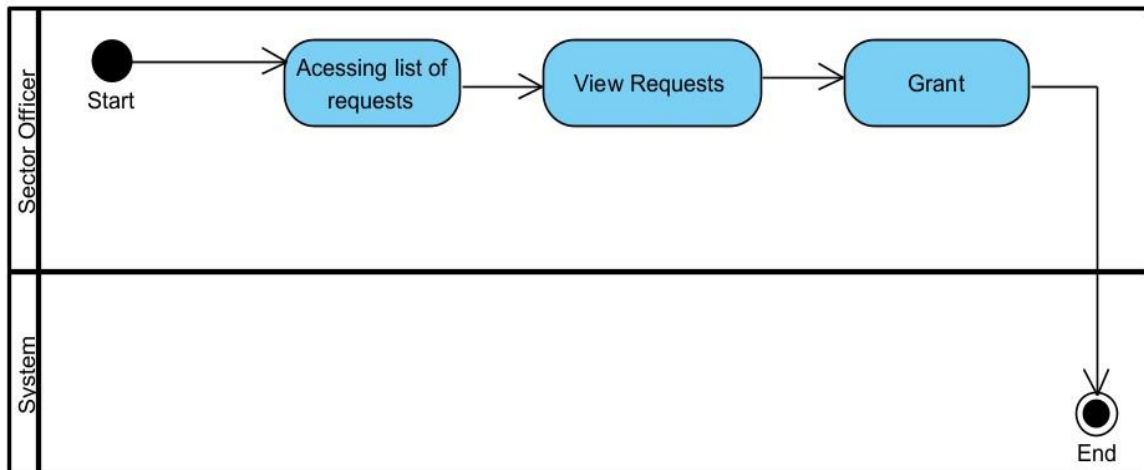 Sector Officer
Start
Acessing list of
requests
View Requests
Grant
System
End